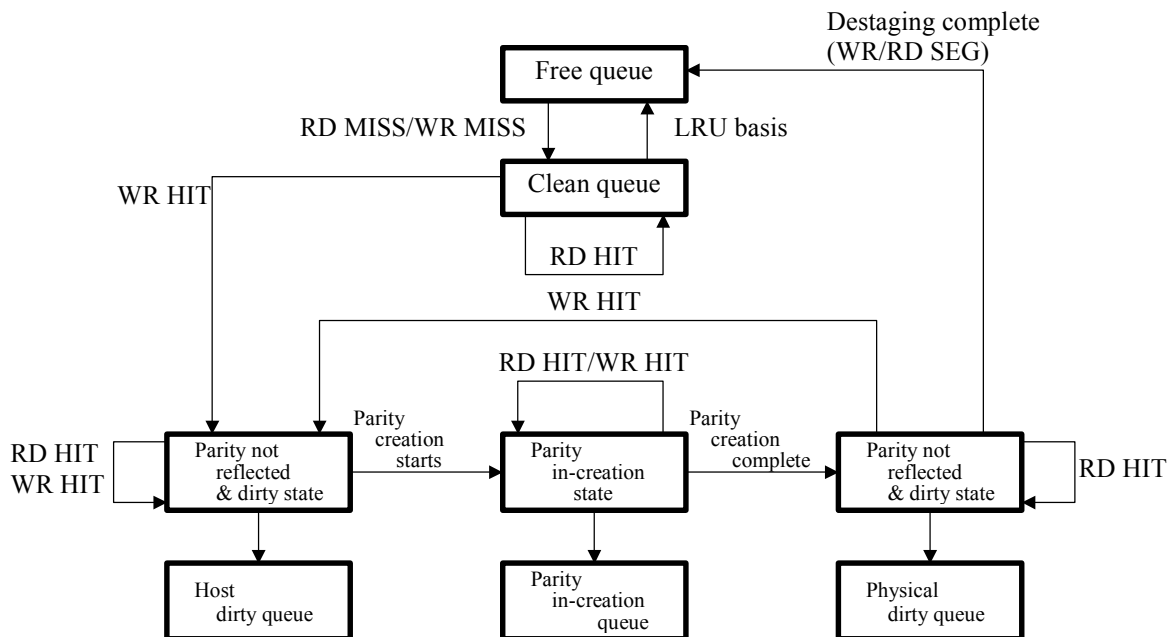 Destaging complete
(WR/RD SEG)
Free queue
RD MISS/WR MISS
LRU basis
Clean queue
WR HIT
RD HIT
WR HIT
RD HIT/WR HIT
Parity
creation
starts
Parity
creation
complete
RD HIT
WR HIT
Parity not
reflected
& dirty state
Parity
in-creation
state
Parity not
reflected
& dirty state
RD HIT
Host
dirty queue
Parity
in-creation
queue
Physical
dirty queue